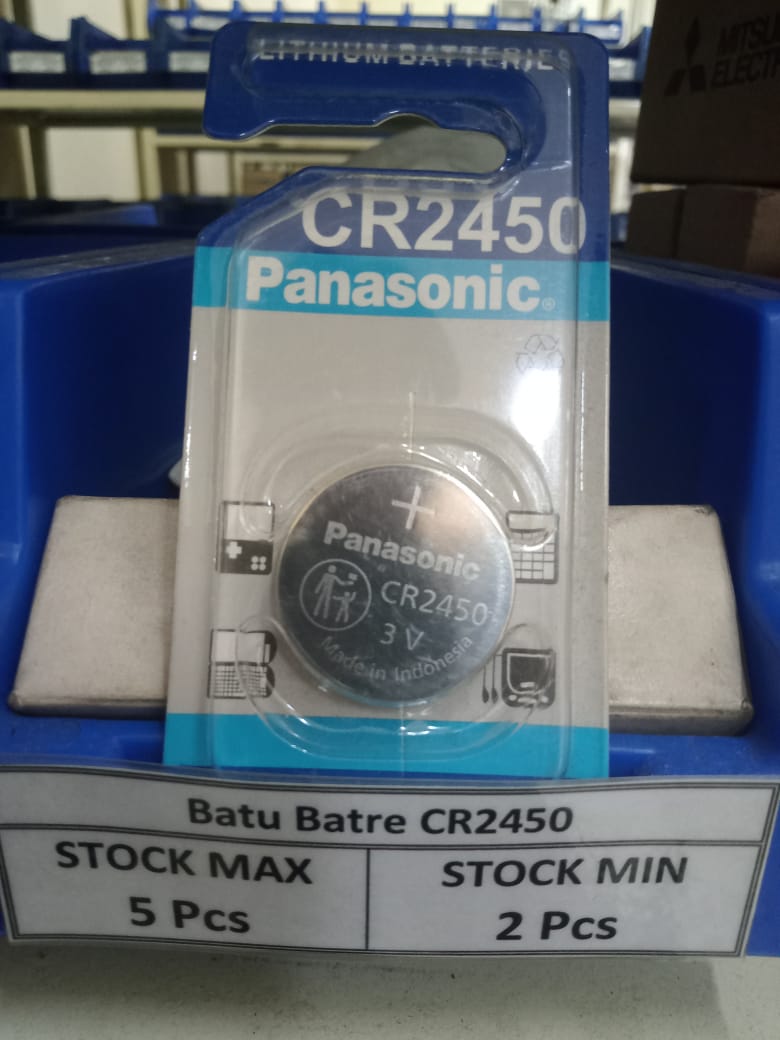 LITHIUM BATTERIES
CR2450
Panasonic®
+
Panasonic
CR2450
3 V
Made in Indonesia
Batu Batre CR2450
STOCK MAX
5 Pcs
STOCK MIN
2 Pcs